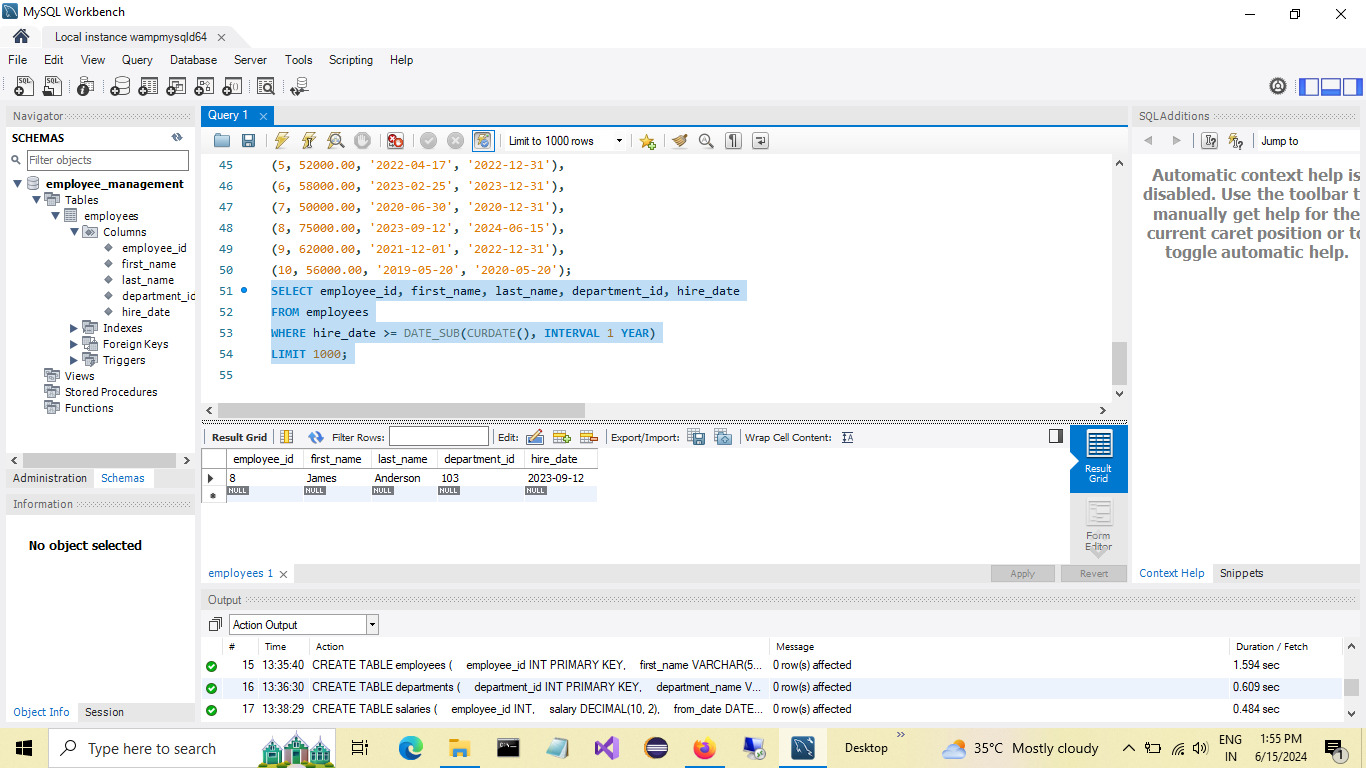 MySQL Workbench
Local instance wampmysqld64
File Edit View Query Database Server Tools Scripting Help
Navigator
SCHEMAS
Filter objects
employee_management
Tables
employees
Columns
employee_id
first_name
last_name
department_id
hire_date
Indexes
Foreign Keys
Triggers
Views
Stored Procedures
Functions
Administration Schemas
Information
No object selected
Object Info Session
Query 1
Limit to 1000 rows
45 (5, 52000.00, '2022-04-17', '2022-12-31'),
46 (6, 58000.00, '2023-02-25', '2023-12-31'),
47 (7, 50000.00, '2020-06-30', '2020-12-31'),
48 (8, 75000.00, '2023-09-12', '2024-06-15'),
49 (9, 62000.00, '2021-12-01', '2022-12-31'),
50 (10, 56000.00, '2019-05-20', '2020-05-20');
51 SELECT employee_id, first_name, last_name, department_id, hire_date
52 FROM employees
53 WHERE hire_date >= DATE_SUB(CURDATE(), INTERVAL 1 YEAR)
54 LIMIT 1000;
55
Result Grid Filter Rows: Edit: Export/Import: Wrap Cell Content:
employee_id first_name last_name department_id hire_date
8 James Anderson 103 2023-09-12
NULL NULL NULL NULL NULL
Result
Grid
Form
Editor
employees 1
Apply Revert
SQLAdditions
Jump to
Automatic context help is
disabled. Use the toolbar t
manually get help for the
current caret position or to
toggle automatic help.
Context Help Snippets
Output
Action Output
# Time Action Message Duration / Fetch
15 13:35:40 CREATE TABLE employees ( employee_id INT PRIMARY KEY, first_name VARCHAR(5... 0 row(s) affected 1.594 sec
16 13:36:30 CREATE TABLE departments ( department_id INT PRIMARY KEY, department_name V... 0 row(s) affected 0.609 sec
17 13:38:29 CREATE TABLE salaries ( employee_id INT, salary DECIMAL(10, 2), from_date DATE... 0 row(s) affected 0.484 sec
Type here to search
Desktop
35°C Mostly cloudy
ENG
IN
1:55 PM
6/15/2024
1